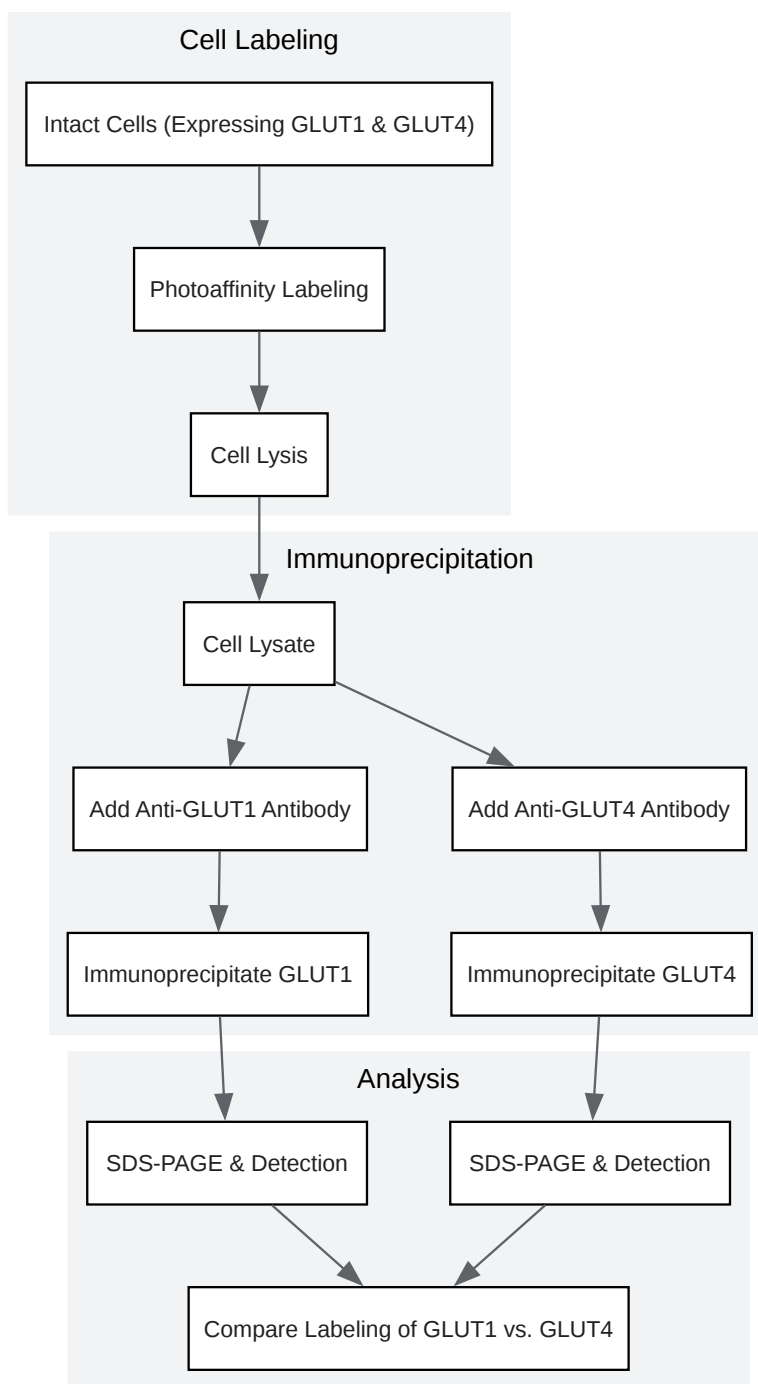 Cell Labeling
Intact Cells (Expressing GLUT1 & GLUT4)
Photoaffinity Labeling
Cell Lysis
Immunoprecipitation
Cell Lysate
Add Anti-GLUT1 Antibody
Add Anti-GLUT4 Antibody
Immunoprecipitate GLUT1
Immunoprecipitate GLUT4
Analysis
SDS-PAGE & Detection
SDS-PAGE & Detection
Compare Labeling of GLUT1 vs. GLUT4